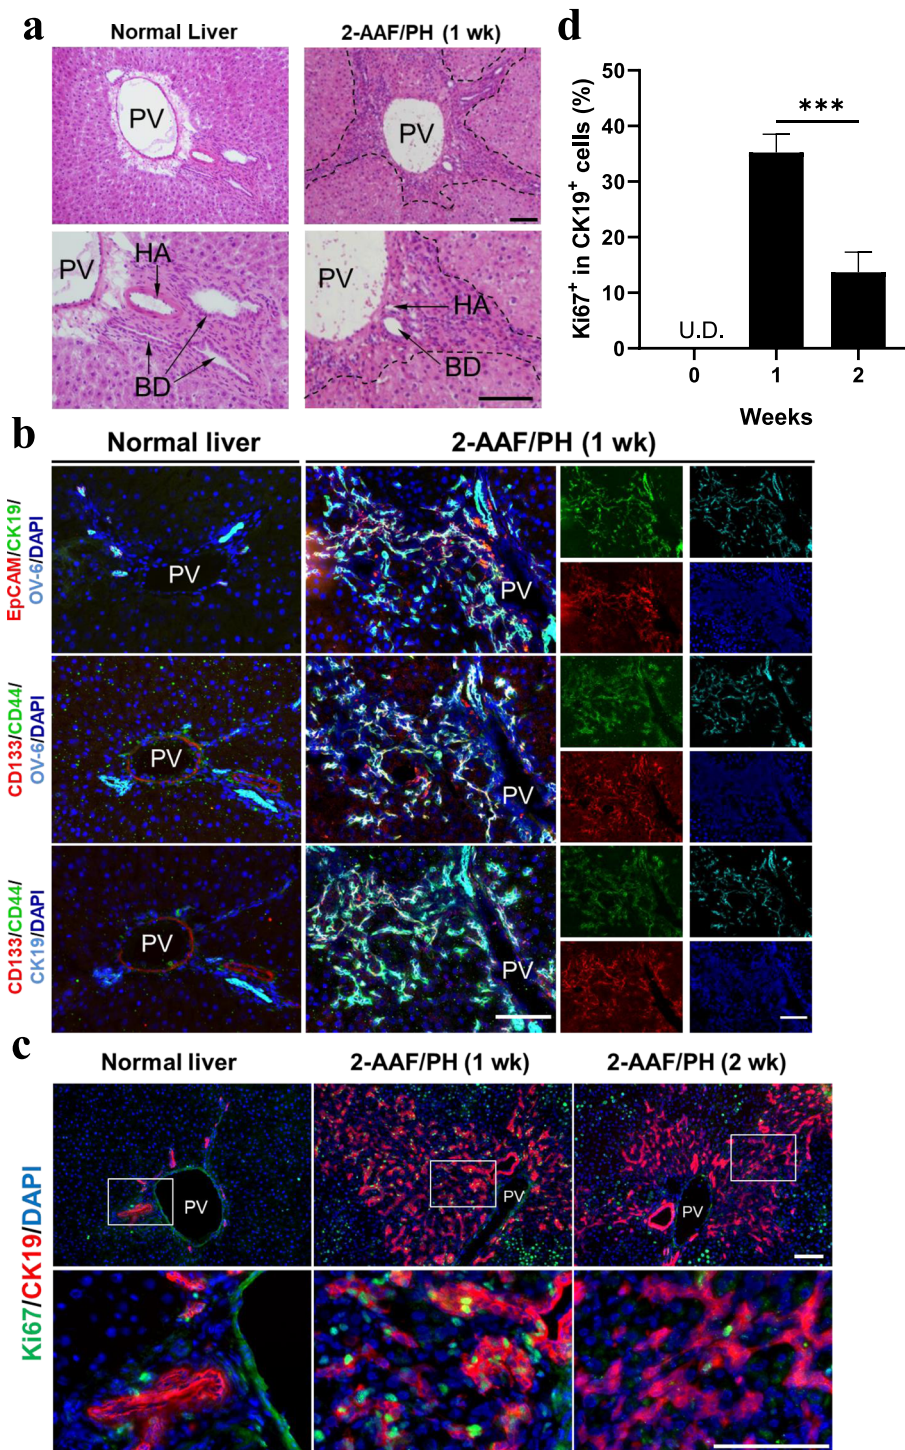 a
Normal Liver
2-AAF/PH (1 wk)
PV
PV
PV
HA
BD
PV
HA
BD
d
Ki67+ in CK19+ cells (%)
50
40
30
20
10
0
***
U.D.
0
1
2
Weeks
b
Normal liver
2-AAF/PH (1 wk)
EpCAM/CK19/
OV-6/DAPI
PV
PV
CD133/CD44/
OV-6/DAPI
PV
PV
CD133/CD44/
CK19/DAPI
PV
PV
c
Normal liver
2-AAF/PH (1 wk)
2-AAF/PH (2 wk)
Ki67/CK19/DAPI
PV
PV
PV